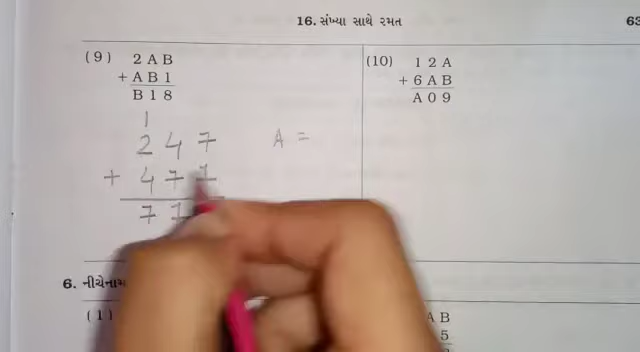 16. સંખ્યા સાથે રમત 63
(9) 2 A B
+ A B 1
B 1 8
(10) 1 2 A
+ 6 A B
A 0 9
1
2 4 7
A =
+ 4 7 1
7 1
6.
(1)
A B
5